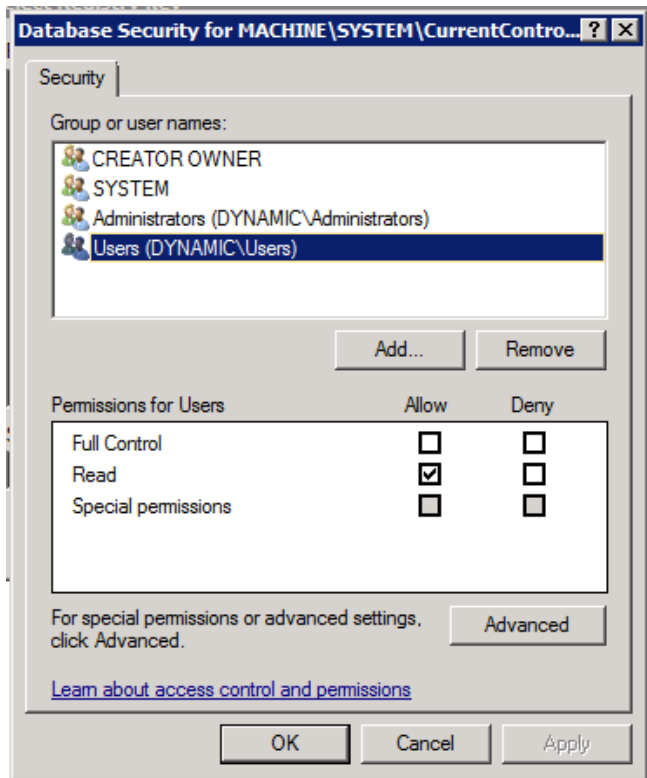 Database Security for MACHINE\SYSTEM\CurrentContro...
Security
Group or user names:
CREATOR OWNER
SYSTEM
Administrators (DYNAMIC\Administrators)
Users (DYNAMIC\Users)
Add...
Remove
Permissions for Users
Allow
Deny
Full Control
Read
Special permissions
For special permissions or advanced settings,
click Advanced.
Advanced
Learn about access control and permissions
OK
Cancel
Apply